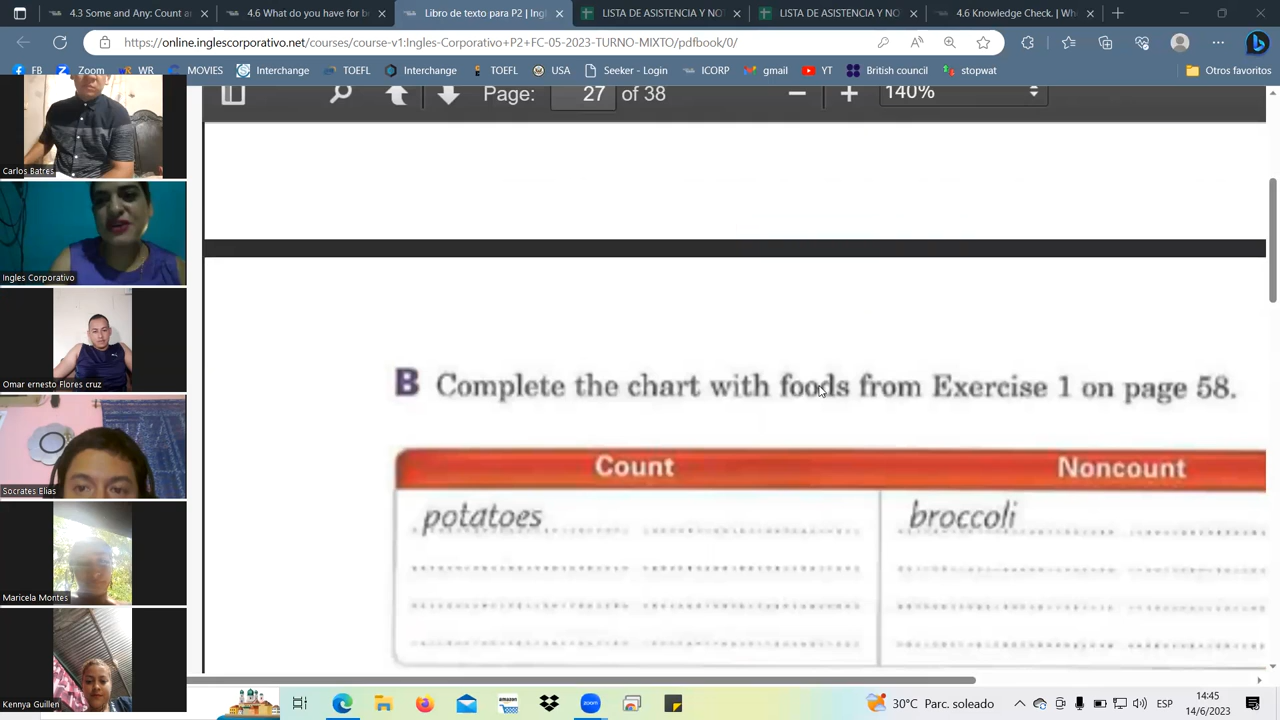 4.3 Some and Any: Count an
4.6 What do you have for b
Libro de texto para P2 | Ingl
LISTA DE ASISTENCIA Y NO
LISTA DE ASISTENCIA Y NO
4.6 Knowledge Check. | Wh
https://online.inglescorporativo.net/courses/course-v1:Ingles-Corporativo+P2+FC-05-2023-TURNO-MIXTO/pdfbook/0/
FB
Zoom
WR
MOVIES
Interchange
TOEFL
Interchange
TOEFL
USA
Seeker - Login
ICORP
gmail
YT
British council
stopwat
Otros favoritos
Page: 27 of 38
140%
Carlos Batres
Ingles Corporativo
Omar ernesto Flores cruz
Socrates Elias
Maricela Montes
Kennya Guillen
B Complete the chart with foods from Exercise 1 on page 58.
Count Noncount
potatoes broccoli
30°C Parc. soleado
ESP
14:45
14/6/2023